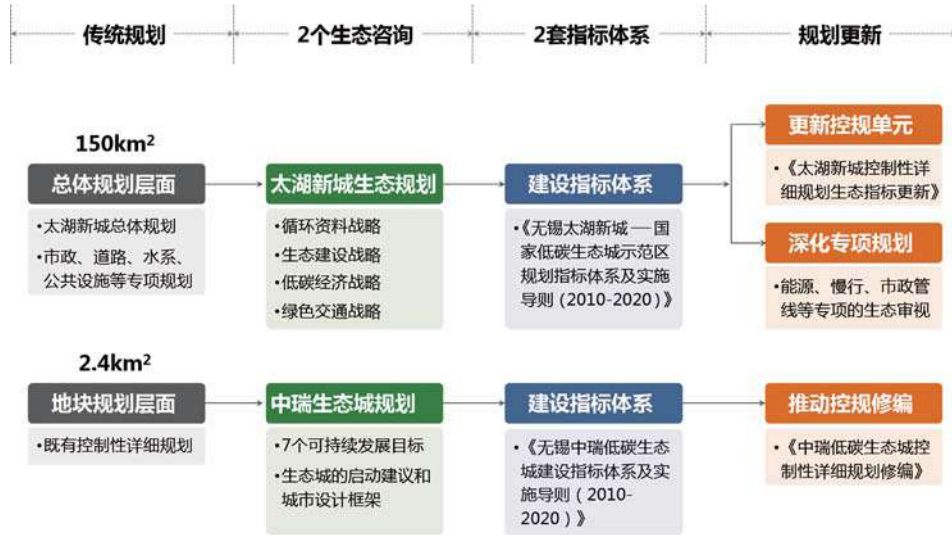 传统规划
2个生态咨询
2套指标体系
规划更新
150km²
总体规划层面
•太湖新城总体规划
•市政、道路、水系、
公共设施等专项规划
太湖新城生态规划
•循环资料战略
•生态建设战略
•低碳经济战略
•绿色交通战略
建设指标体系
•《无锡太湖新城—国
家低碳生态城示范区
规划指标体系及实施
导则(2010-2020)》
更新控规单元
•《太湖新城控制性详
细规划生态指标更新》
深化专项规划
•能源、慢行、市政管
线等专项的生态审视
2.4km²
地块规划层面
•既有控制性详细规划
中瑞生态城规划
•7个可持续发展目标
•生态城的启动建议和
城市设计框架
建设指标体系
•《无锡中瑞低碳生态
城建设指标体系及实
施导则(2010-
2020)》
推动控规修编
•《中瑞低碳生态城控
制性详细规划修编》